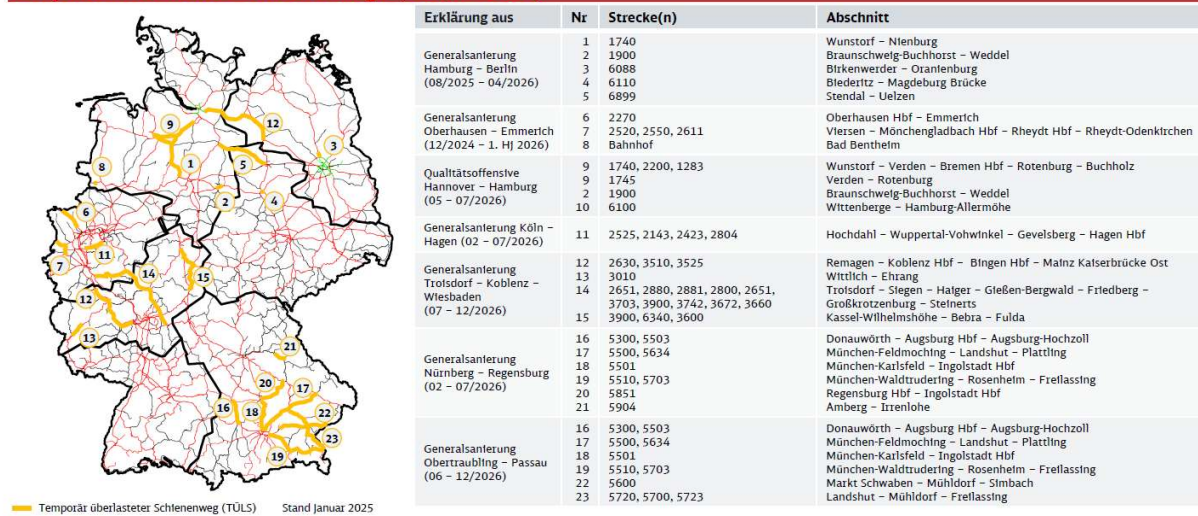 Erklärung aus Nr Strecke(n) Abschnitt
Generalsanierung
Hamburg – Berlin
(08/2025 – 04/2026)
1 1740 Wunstorf – Nienburg
2 1900 Braunschweig-Buchhorst – Weddel
3 6088 Birkenwerder – Oranienburg
4 6110 Biederitz – Magdeburg Brücke
5 6899 Stendal – Uelzen
Generalsanierung
Oberhausen – Emmerich
(12/2024 – 1. HJ 2026)
6 2270 Oberhausen Hbf – Emmerich
7 2520, 2550, 2611 Viersen – Mönchengladbach Hbf – Rheydt Hbf – Rheydt-Odenkirchen
8 Bahnhof Bad Bentheim
Qualitätsoffensive
Hannover – Hamburg
(05 – 07/2026)
9 1740, 2200, 1283 Wunstorf – Verden – Bremen Hbf – Rotenburg – Buchholz
9 1745 Verden – Rotenburg
2 1900 Braunschweig-Buchhorst – Weddel
10 6100 Wittenberge – Hamburg-Allermöhe
Generalsanierung Köln –
Hagen (02 – 07/2026)
11 2525, 2143, 2423, 2804 Hochdahl – Wuppertal-Vohwinkel – Gevelsberg – Hagen Hbf
Generalsanierung
Troisdorf – Koblenz –
Wiesbaden
(07 – 12/2026)
12 2630, 3510, 3525 Remagen – Koblenz Hbf – Bingen Hbf – Mainz Kaiserbrücke Ost
13 3010 Wittlich – Ehrang
14 2651, 2880, 2881, 2800, 2651, Troisdorf – Siegen – Haiger – Gießen-Bergwald – Friedberg –
3703, 3900, 3742, 3672, 3660 Großkrotzenburg – Steinerts
15 3900, 6340, 3600 Kassel-Wilhelmshöhe – Bebra – Fulda
Generalsanierung
Nürnberg – Regensburg
(02 – 07/2026)
16 5300, 5503 Donauwörth – Augsburg Hbf – Augsburg-Hochzoll
17 5500, 5634 München-Feldmoching – Landshut – Plattling
18 5501 München-Karlsfeld – Ingolstadt Hbf
19 5510, 5703 München-Waltrudering – Rosenheim – Freilassing
20 5851 Regensburg Hbf – Ingolstadt Hbf
21 5904 Amberg – Irrenlohe
Generalsanierung
Obertraubling – Passau
(06 – 12/2026)
16 5300, 5503 Donauwörth – Augsburg Hbf – Augsburg-Hochzoll
17 5500, 5634 München-Feldmoching – Landshut – Plattling
18 5501 München-Karlsfeld – Ingolstadt Hbf
19 5510, 5703 München-Waltrudering – Rosenheim – Freilassing
22 5600 Markt Schwaben – Mühldorf – Simbach
23 5720, 5700, 5723 Landshut – Mühldorf – Freilassing
9
12
3
1
5
8
2
4
6
11
7
14
15
12
13
21
20
17
16
18
22
23
19
Temporär überlasteter Schienenweg (TÜLS) Stand Januar 2025